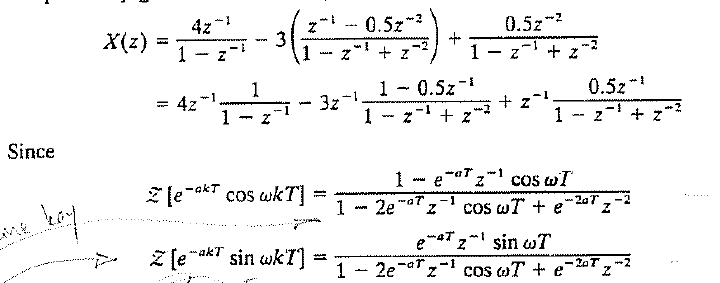 X(z) = 4z⁻¹ / (1 − z⁻¹) − 3((z⁻¹ − 0.5z⁻²) / (1 − z⁻¹ + z⁻²)) + 0.5z⁻² / (1 − z⁻¹ + z⁻²)
= 4z⁻¹ 1 / (1 − z⁻¹) − 3z⁻¹ (1 − 0.5z⁻¹) / (1 − z⁻¹ + z⁻²) + z⁻¹ 0.5z⁻¹ / (1 − z⁻¹ + z⁻²)
Since
𝒵[e^(−akT) cos ωkT] = (1 − e^(−aT) z⁻¹ cos ωT) / (1 − 2e^(−aT) z⁻¹ cos ωT + e^(−2aT) z⁻²)
𝒵[e^(−akT) sin ωkT] = (e^(−aT) z⁻¹ sin ωT) / (1 − 2e^(−aT) z⁻¹ cos ωT + e^(−2aT) z⁻²)